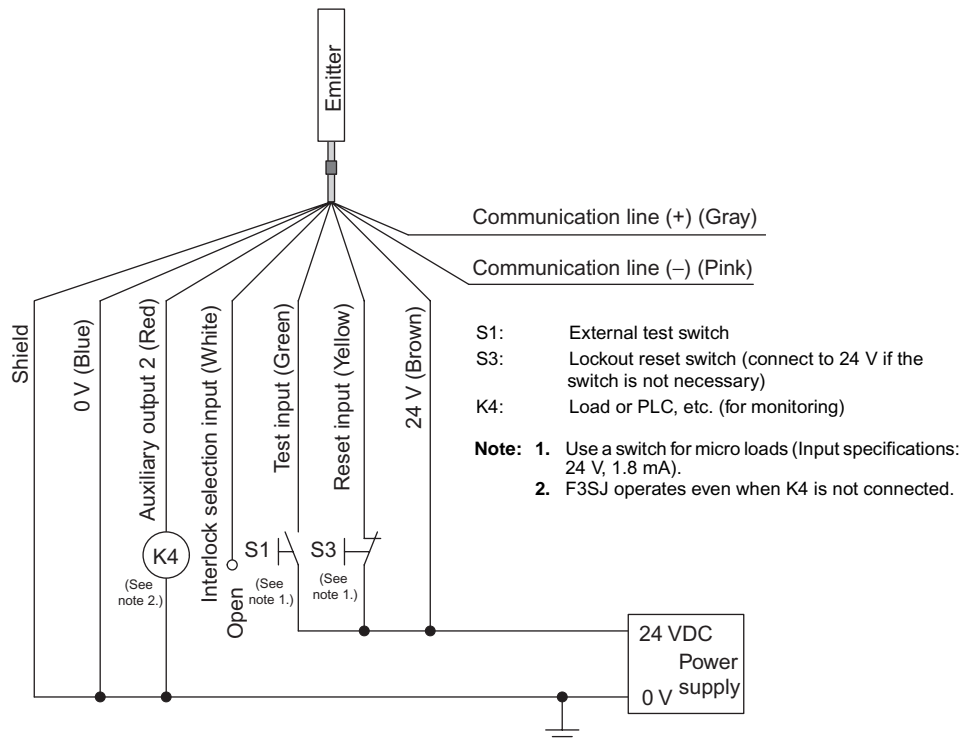 Emitter
Communication line (+) (Gray)
Communication line (–) (Pink)
Shield
0 V (Blue)
Auxiliary output 2 (Red)
Interlock selection input (White)
Test input (Green)
Reset input (Yellow)
24 V (Brown)
S1: External test switch
S3: Lockout reset switch (connect to 24 V if the
switch is not necessary)
K4: Load or PLC, etc. (for monitoring)
Note: 1. Use a switch for micro loads (Input specifications:
24 V, 1.8 mA).
2. F3SJ operates even when K4 is not connected.
K4
(See
note 2.)
Open
S1
(See
note 1.)
S3
(See
note 1.)
24 VDC
Power
supply
0 V